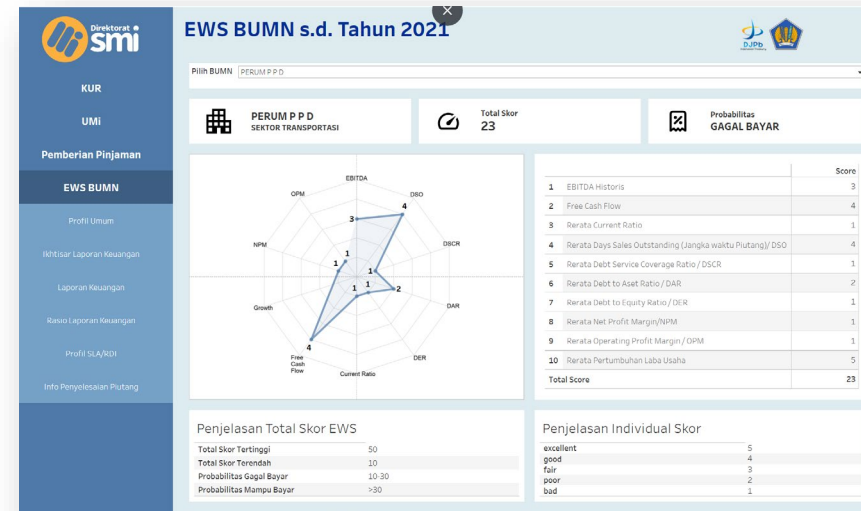 Direktorat
smi
EWS BUMN s.d. Tahun 2021
DJPb
Pilih BUMN PERUM P P D
KUR
UMi
Pemberian Pinjaman
EWS BUMN
Profil Umum
Ikhtisar Laporan Keuangan
Laporan Keuangan
Rasio Laporan Keuangan
Profil SLA/RDI
Info Penyelesaian Piutang
PERUM P P D
SEKTOR TRANSPORTASI
Total Skor
23
Probabilitas
GAGAL BAYAR
EBITDA
OPM
DSO
4
3
NPM
DSCR
1
1
1
1
1
2
Growth
DAR
4
Free
Cash
Flow
Current Ratio
DER
Score
1 EBITDA Historis 3
2 Free Cash Flow 4
3 Rerata Current Ratio 1
4 Rerata Days Sales Outstanding (Jangka waktu Piutang)/ DSO 4
5 Rerata Debt Service Coverage Ratio / DSCR 1
6 Rerata Debt to Aset Ratio / DAR 2
7 Rerata Debt to Equity Ratio / DER 1
8 Rerata Net Profit Margin/NPM 1
9 Rerata Operating Profit Margin / OPM 1
10 Rerata Pertumbuhan Laba Usaha 5
Total Score 23
Penjelasan Total Skor EWS
Total Skor Tertinggi 50
Total Skor Terendah 10
Probabilitas Gagal Bayar 10-30
Probabilitas Mampu Bayar >30
Penjelasan Individual Skor
excellent 5
good 4
fair 3
poor 2
bad 1